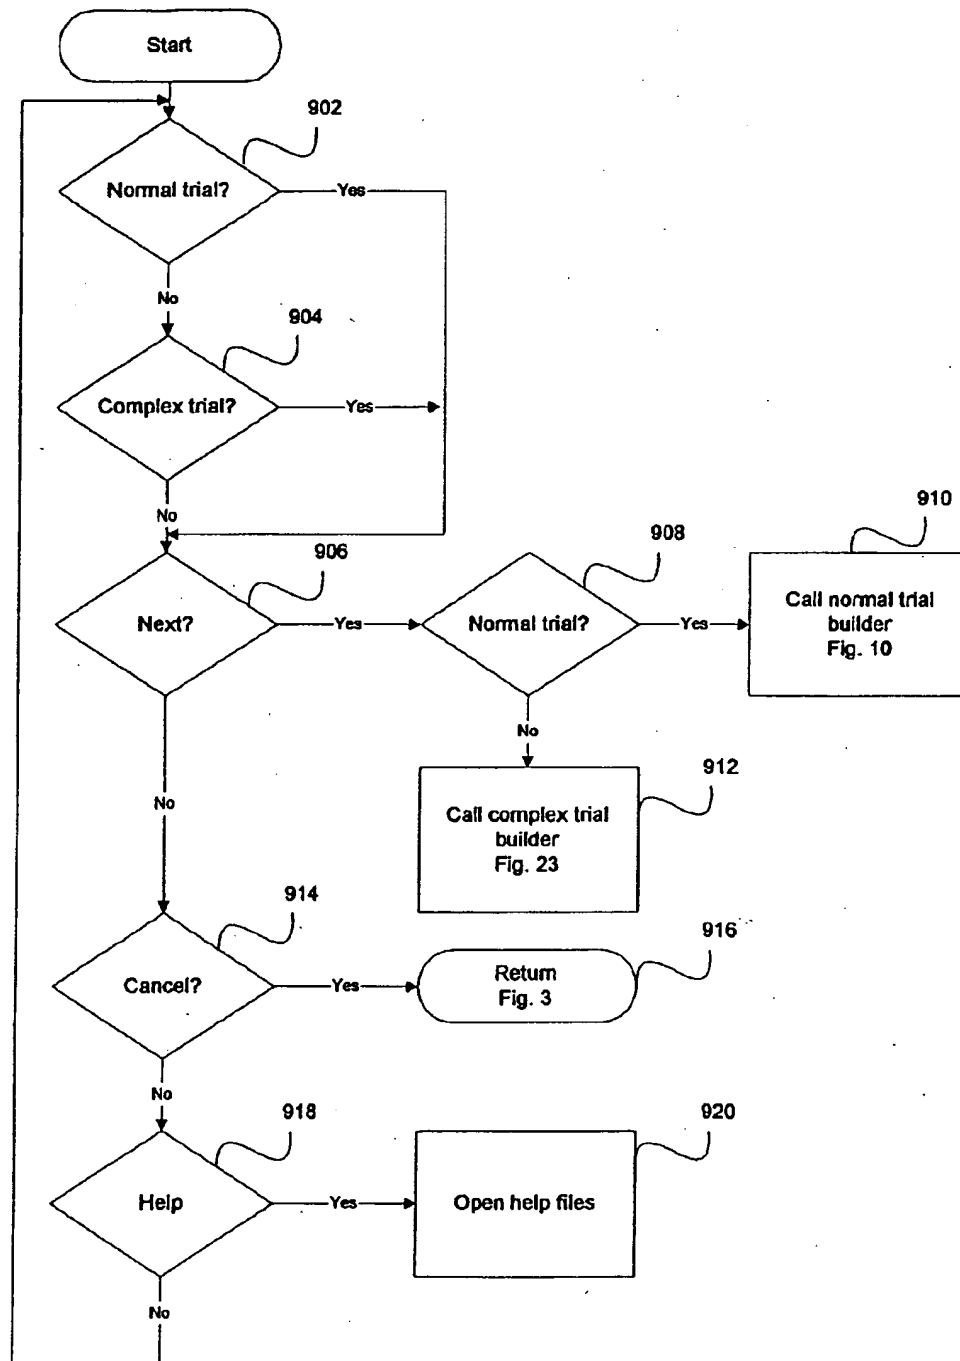 Start
902
Normal trial?
Yes
No
904
Complex trial?
Yes
No
906
Next?
Yes
908
Normal trial?
Yes
910
Call normal trial
builder
Fig. 10
No
912
Call complex trial
builder
Fig. 23
No
914
Cancel?
Yes
916
Return
Fig. 3
No
918
Help
Yes
920
Open help files
No